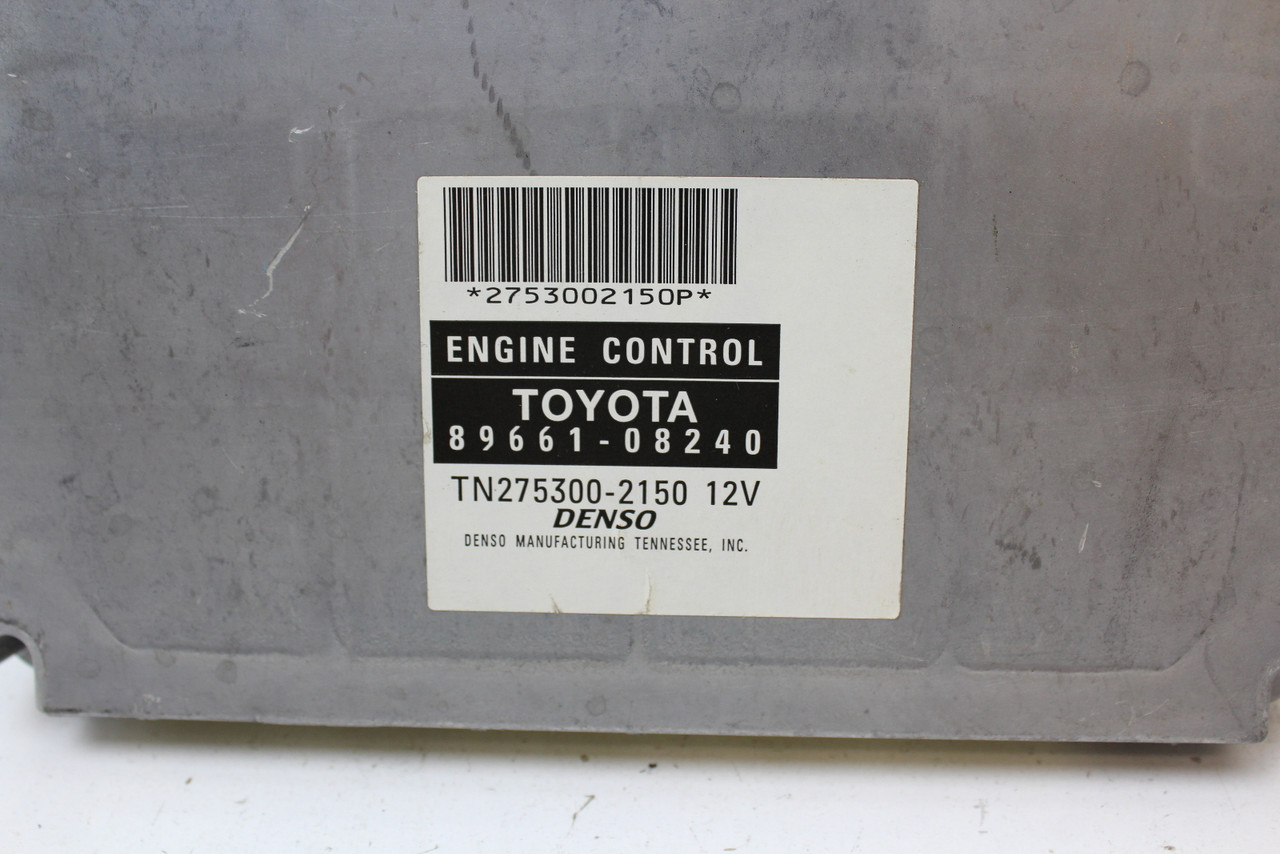 *2753002150P*
ENGINE CONTROL
TOYOTA
89661-08240
TN275300-2150 12V
DENSO
DENSO MANUFACTURING TENNESSEE, INC.